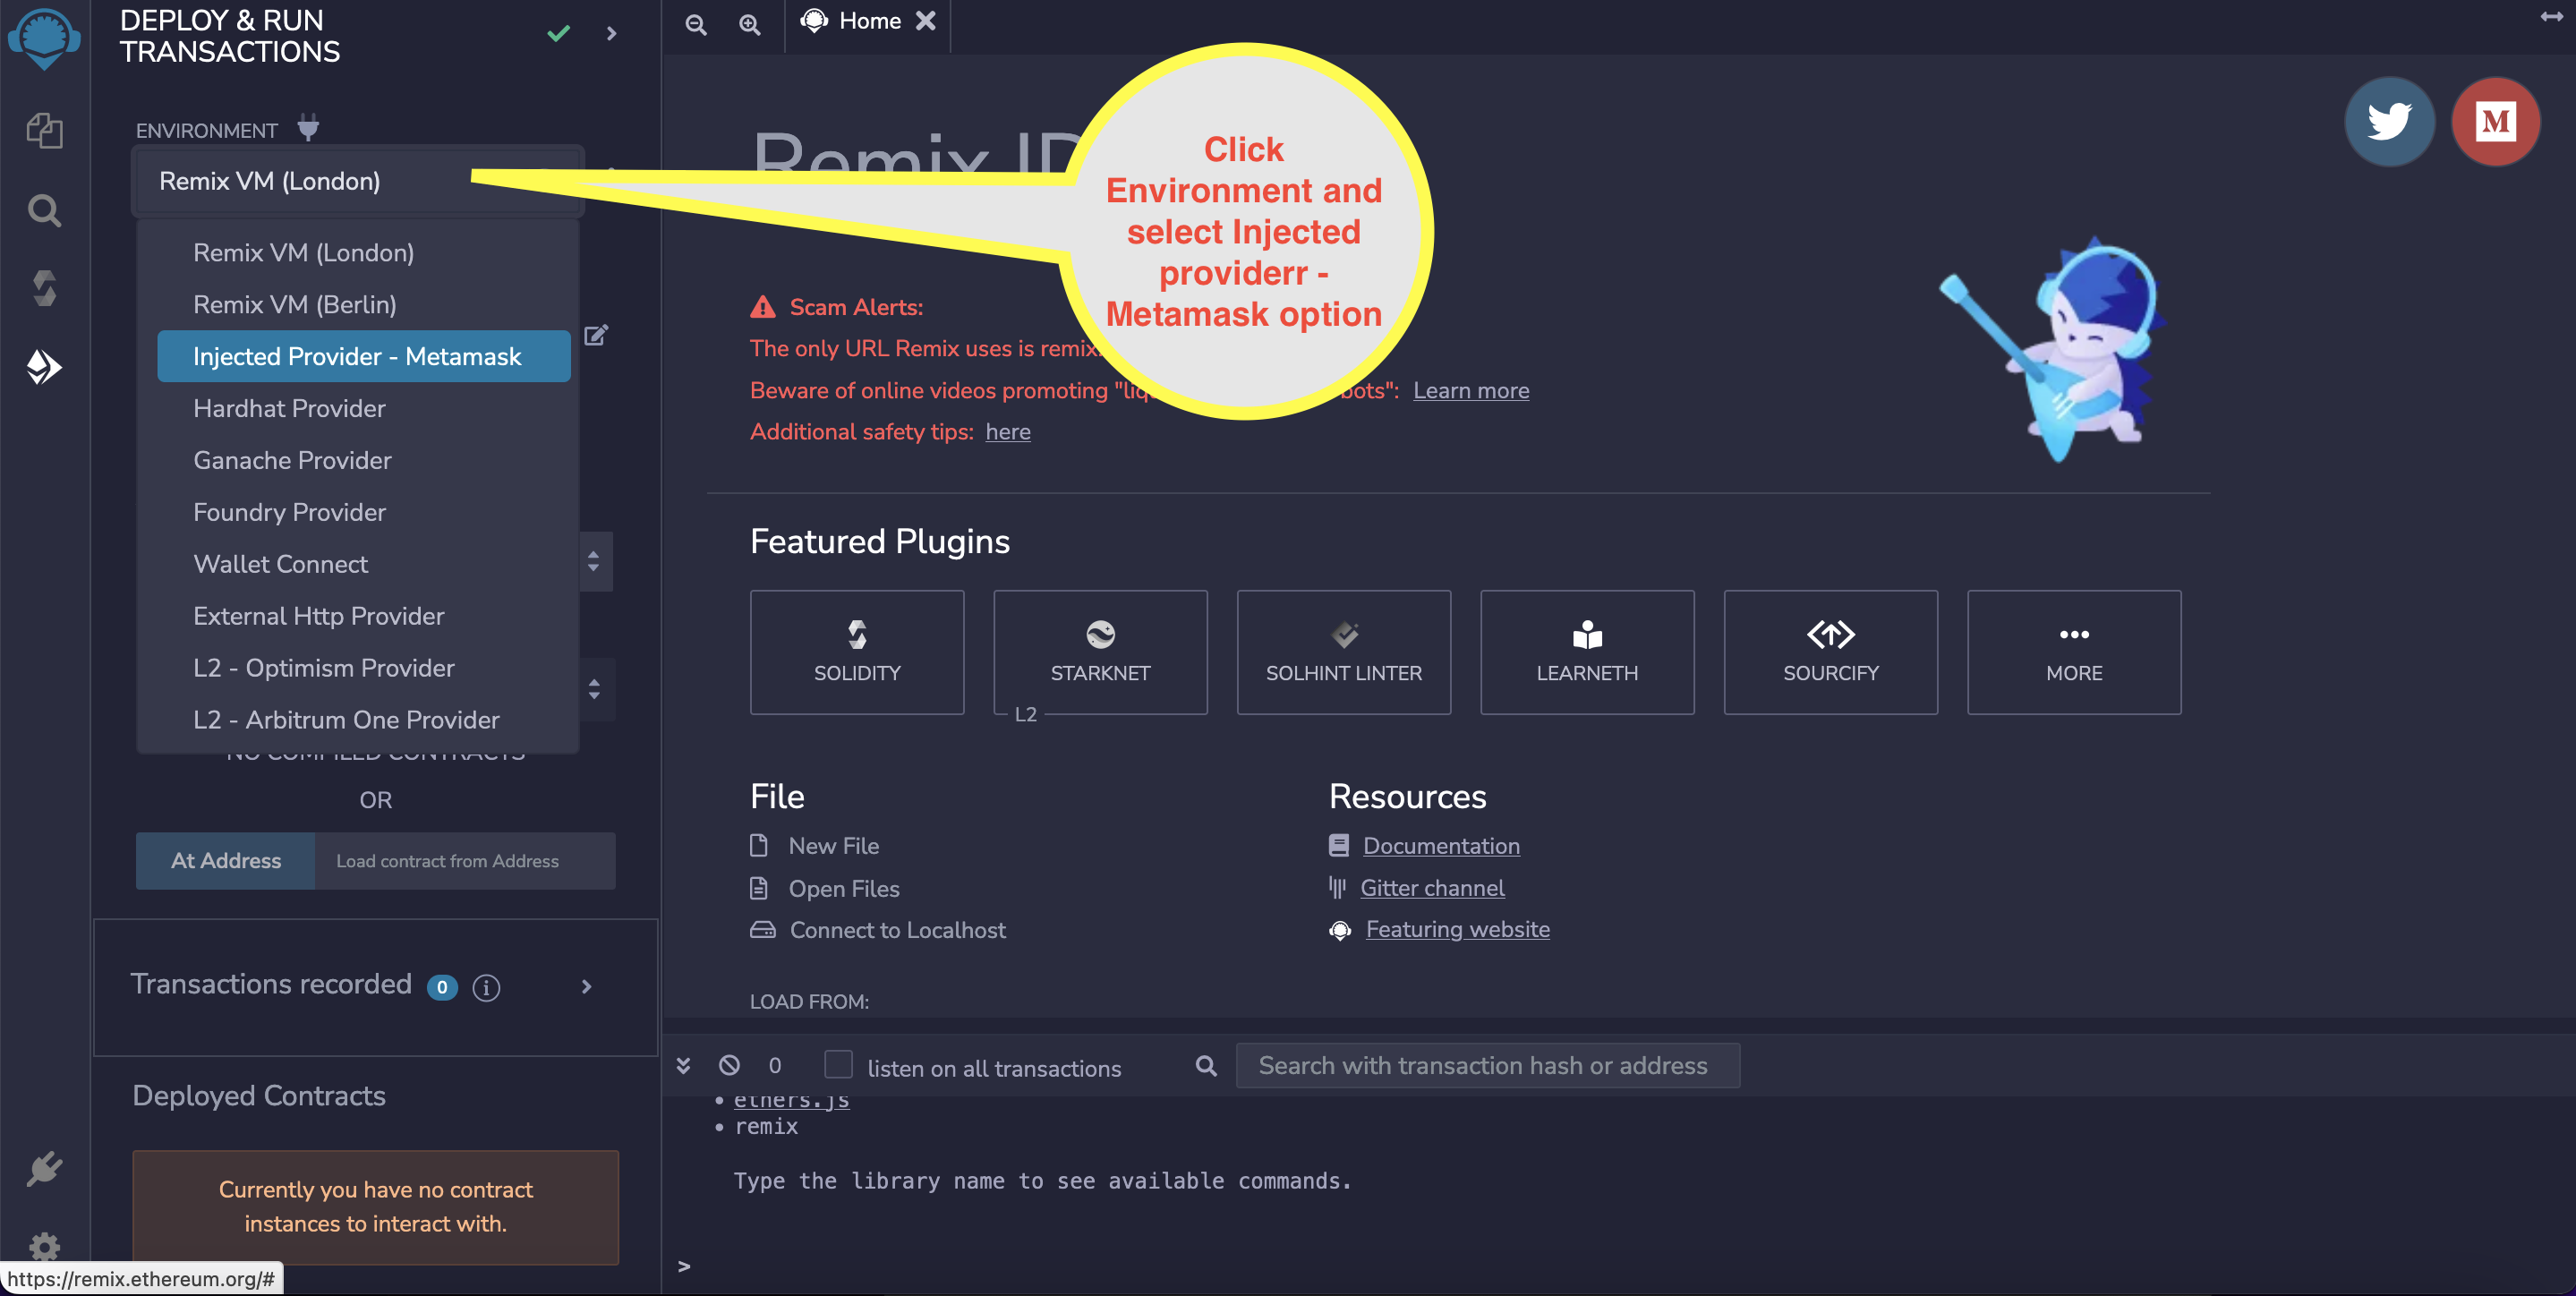 DEPLOY & RUN
TRANSACTIONS
ENVIRONMENT
Remix VM (London)
Remix VM (London)
Remix VM (Berlin)
Injected Provider - Metamask
Hardhat Provider
Ganache Provider
Foundry Provider
Wallet Connect
External Http Provider
L2 - Optimism Provider
L2 - Arbitrum One Provider
NO COMPILED CONTRACTS
OR
At Address
Load contract from Address
Transactions recorded 0 i
Deployed Contracts
Currently you have no contract
instances to interact with.
https://remix.ethereum.org/#
Home
Remix ID
Click
Environment and
select Injected
providerr -
Metamask option
Scam Alerts:
The only URL Remix uses is remix.
Beware of online videos promoting "liq bots": Learn more
Additional safety tips: here
M
Featured Plugins
SOLIDITY
STARKNET
L2
SOLHINT LINTER
LEARNETH
SOURCIFY
MORE
File
New File
Open Files
Connect to Localhost
LOAD FROM:
Resources
Documentation
Gitter channel
Featuring website
0
listen on all transactions
Search with transaction hash or address
• ethers.js
• remix
Type the library name to see available commands.
>